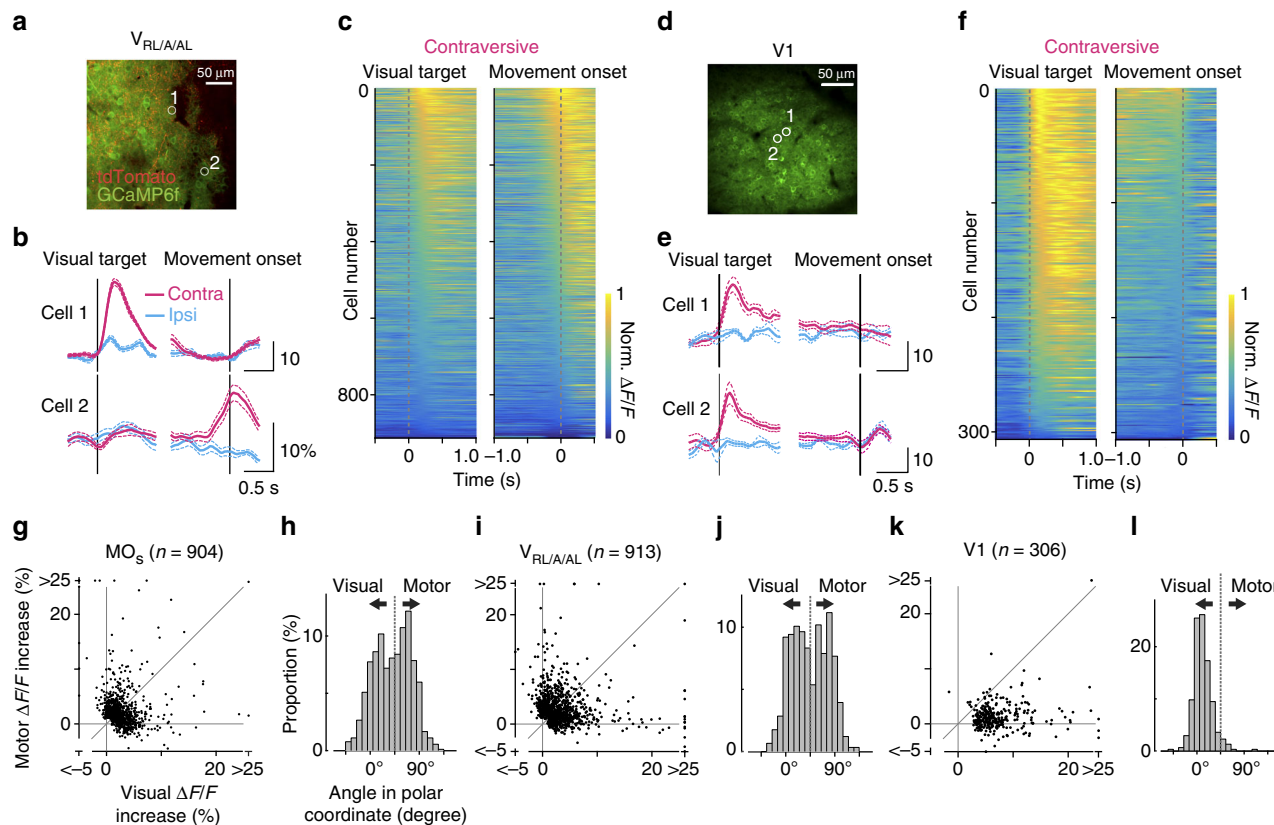 a
V_RL/A/AL
50 μm
1
2
tdTomato
GCaMP6f
b
Visual target
Movement onset
Contra
Ipsi
Cell 1
10
Cell 2
10%
0.5 s
c
Contraversive
Visual target
Movement onset
Cell number
0
800
0
1.0
–1.0
0
Time (s)
1
Norm. ΔF/F
0
d
V1
50 μm
1
2
e
Visual target
Movement onset
Cell 1
10
Cell 2
10
0.5 s
f
Contraversive
Visual target
Movement onset
Cell number
0
300
0
1.0
–1.0
0
Time (s)
1
Norm. ΔF/F
0
g
MO_s (n = 904)
Motor ΔF/F increase (%)
>25
20
0
<–5
<–5
0
20
>25
Visual ΔF/F
increase (%)
h
Visual
Motor
Proportion (%)
10
0
0°
90°
Angle in polar
coordinate (degree)
i
V_RL/A/AL (n = 913)
>25
20
0
<–5
<–5
0
20
>25
j
Visual
Motor
10
0
0°
90°
k
V1 (n = 306)
>25
20
0
<–5
0
20
>25
l
Visual
Motor
20
0
0°
90°